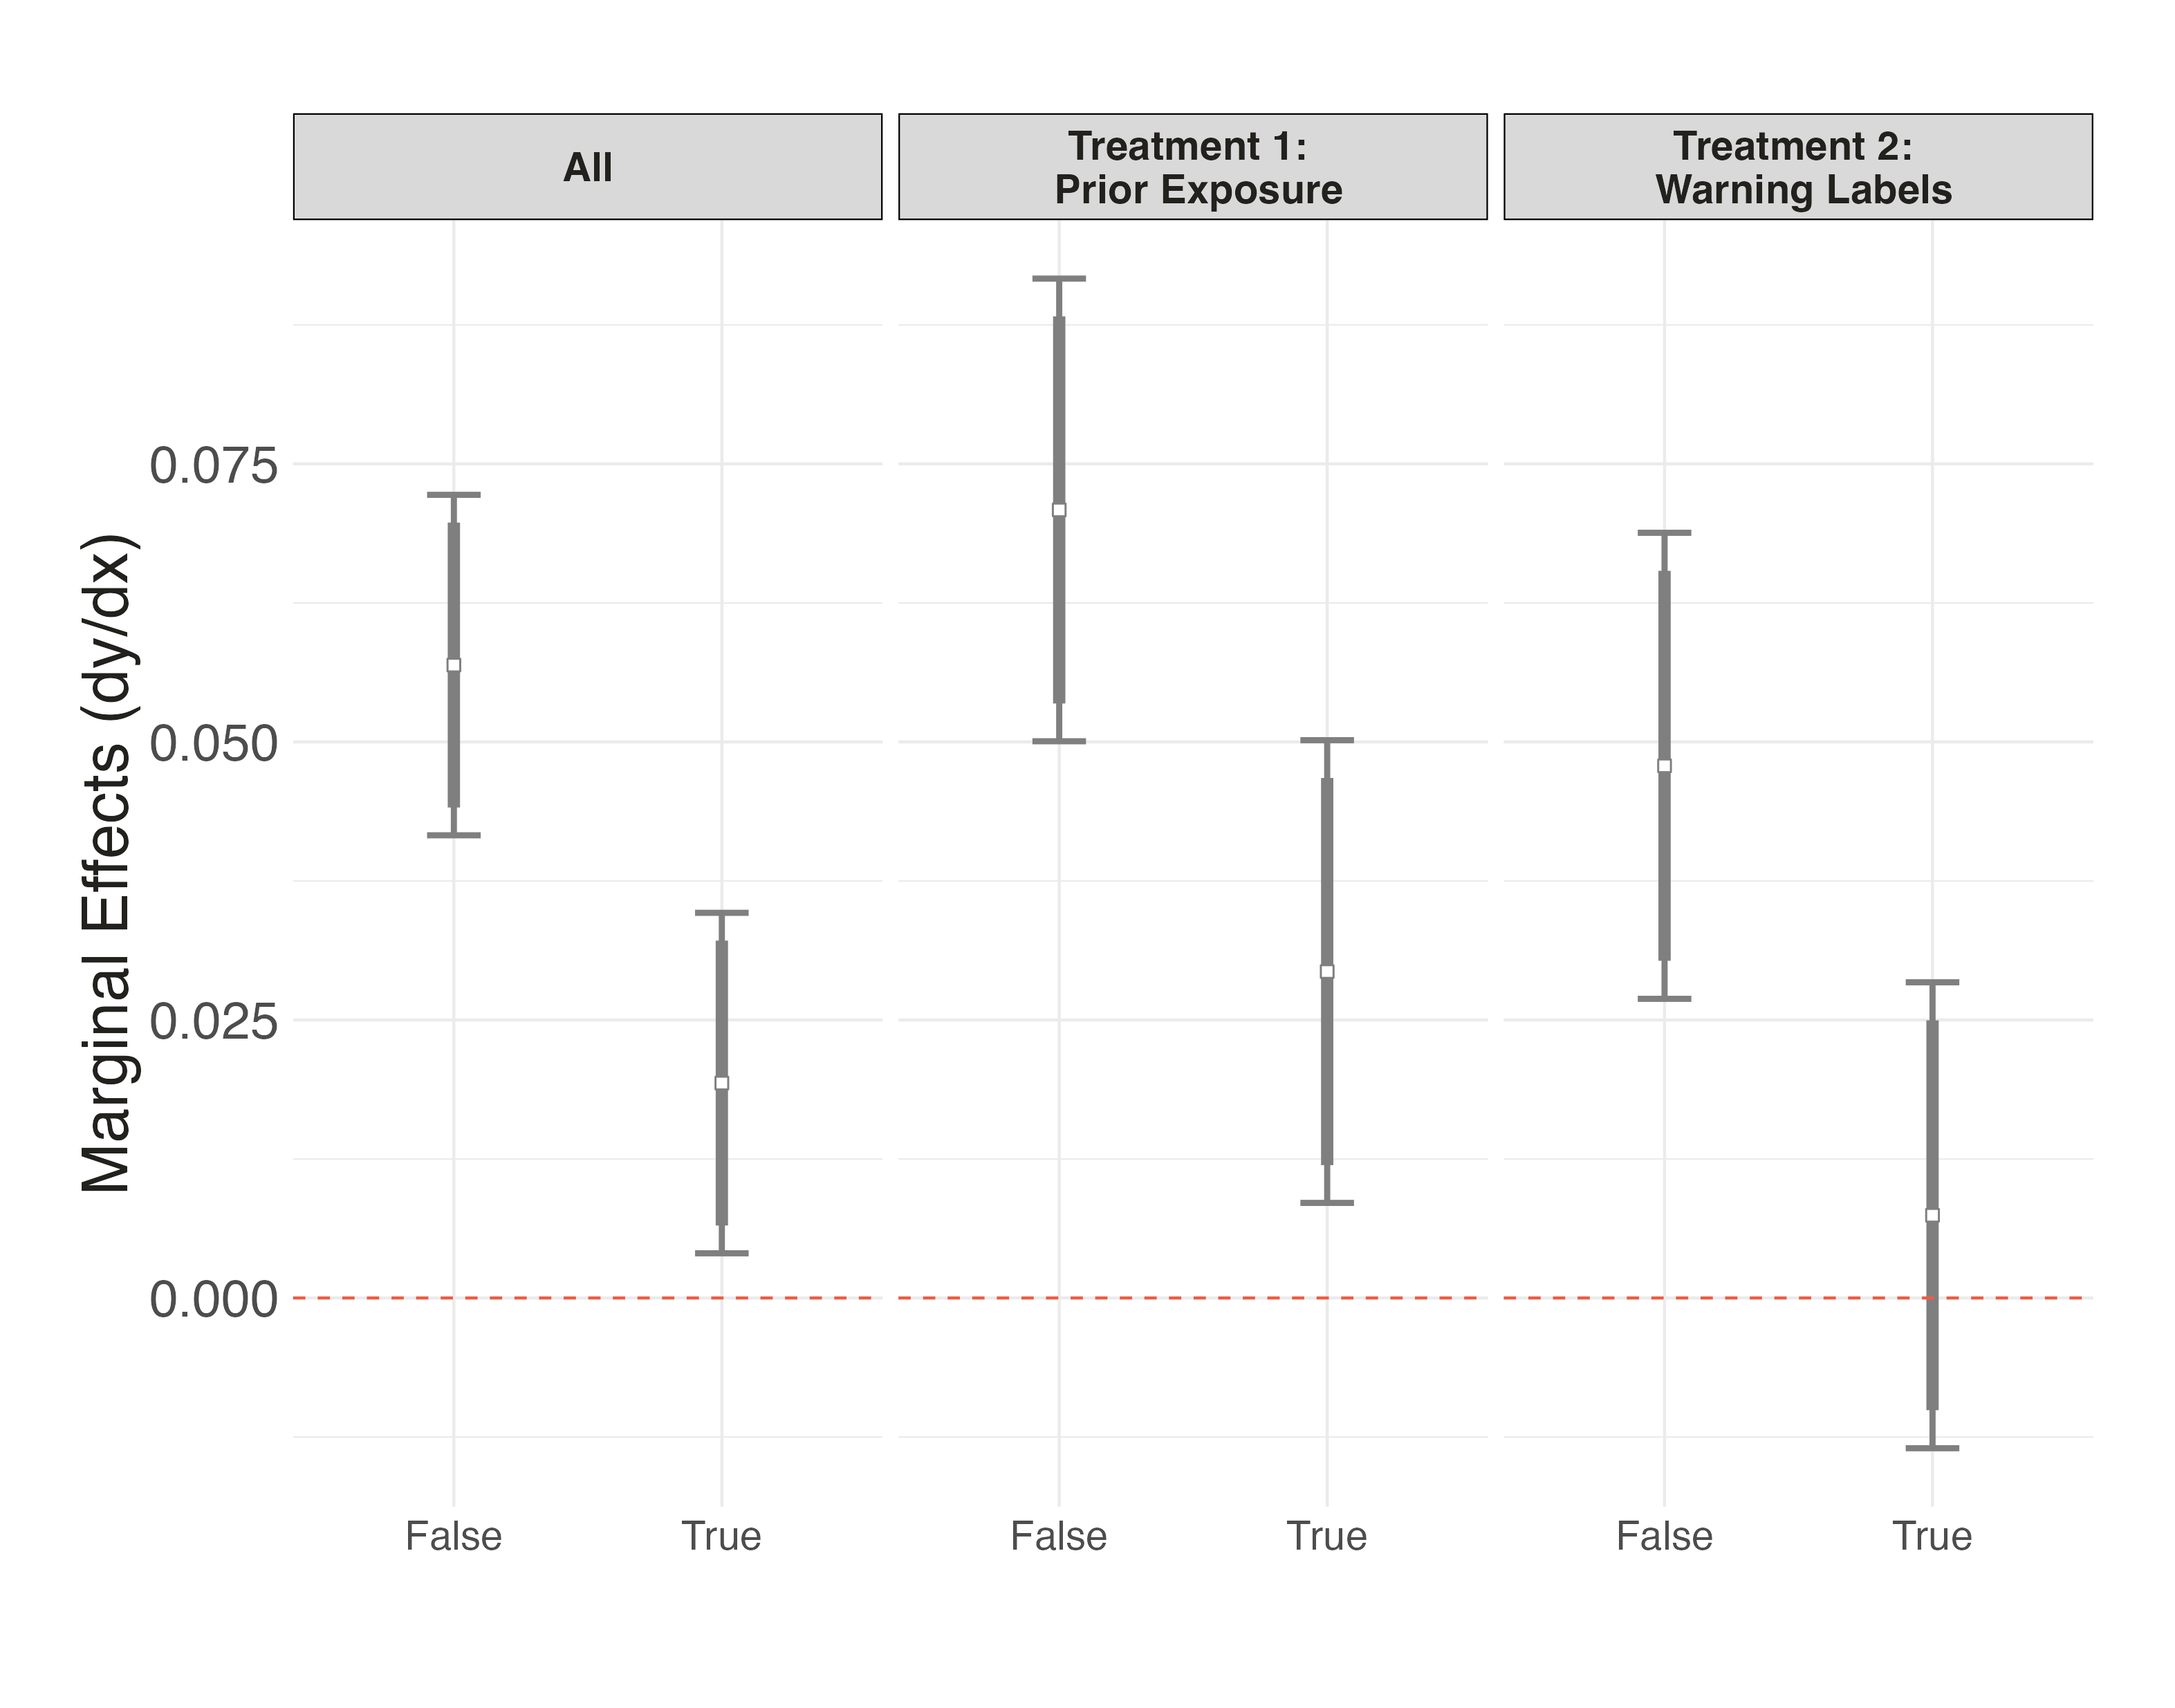 All
Treatment 1:
Prior Exposure
Treatment 2:
Warning Labels
Marginal Effects (dy/dx)
0.075
0.050
0.025
0.000
False
True
False
True
False
True